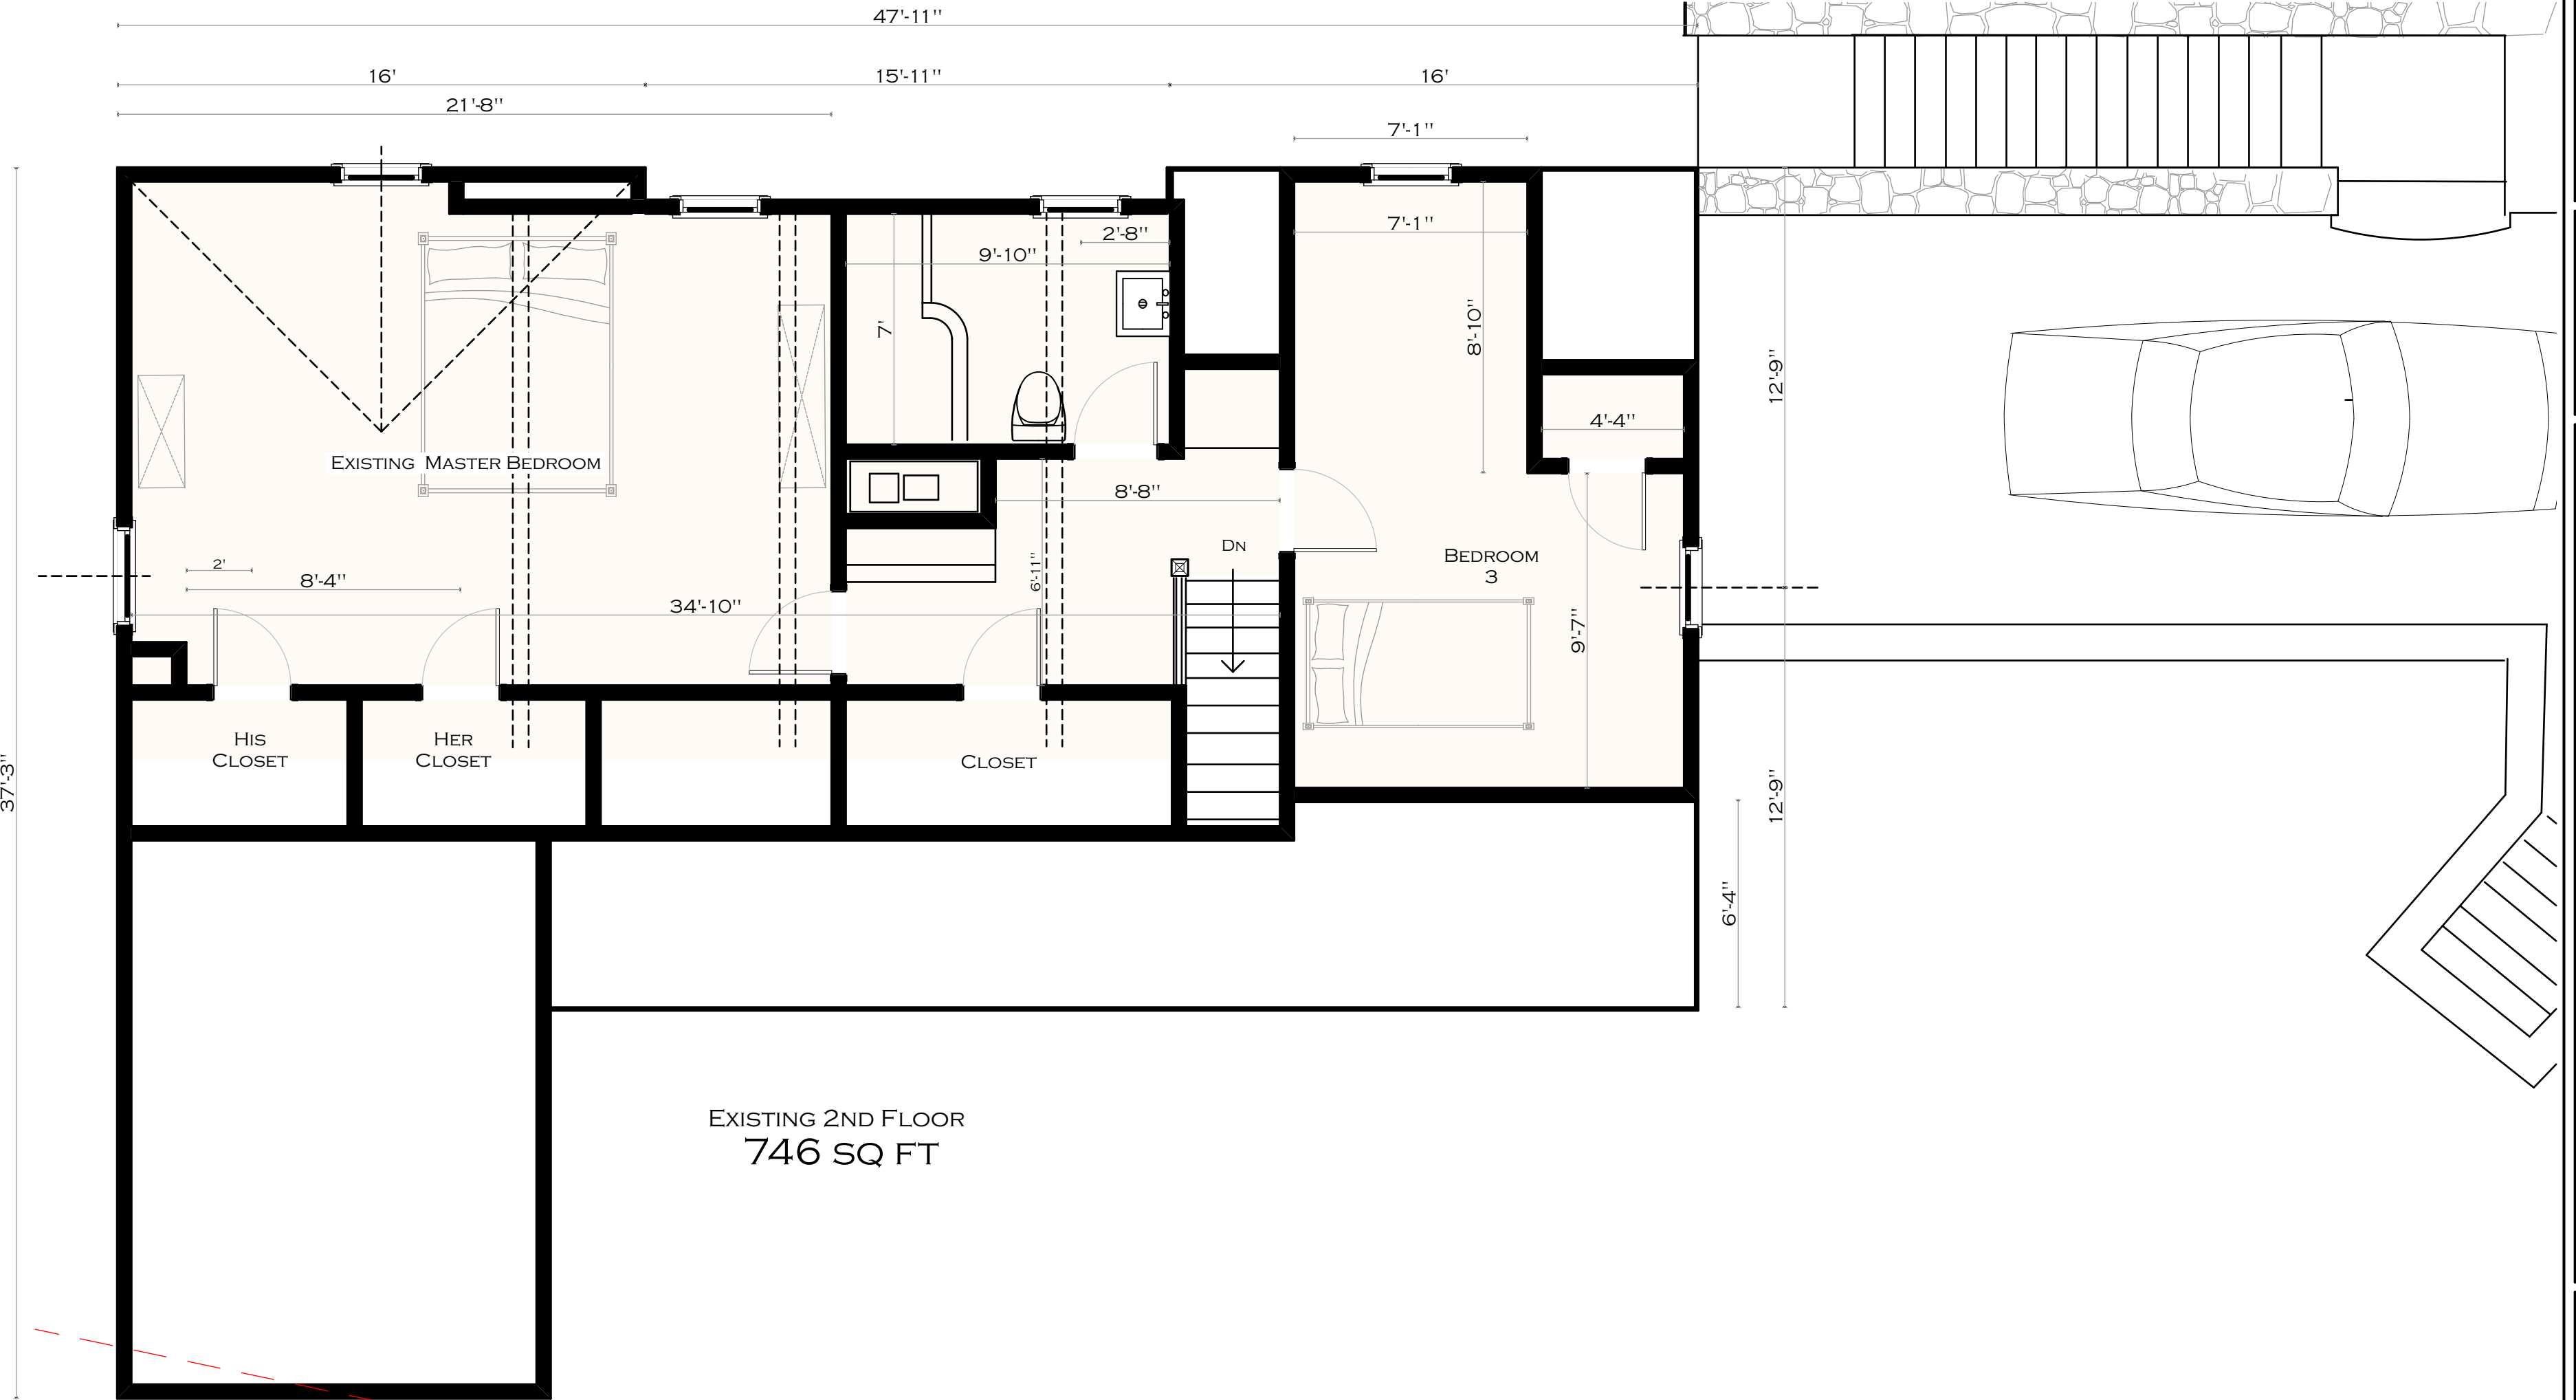 47'-11"
16'
15'-11"
16'
21'-8"
7'-1"
7'-1"
2'-8"
9'-10"
7'
8'-10"
12'-9"
4'-4"
Existing Master Bedroom
8'-8"
Dn
Bedroom
3
6'-11"
2'
8'-4"
34'-10"
9'-7"
His
Closet
Her
Closet
Closet
37'-3"
12'-9"
6'-4"
Existing 2nd Floor
746 sq ft